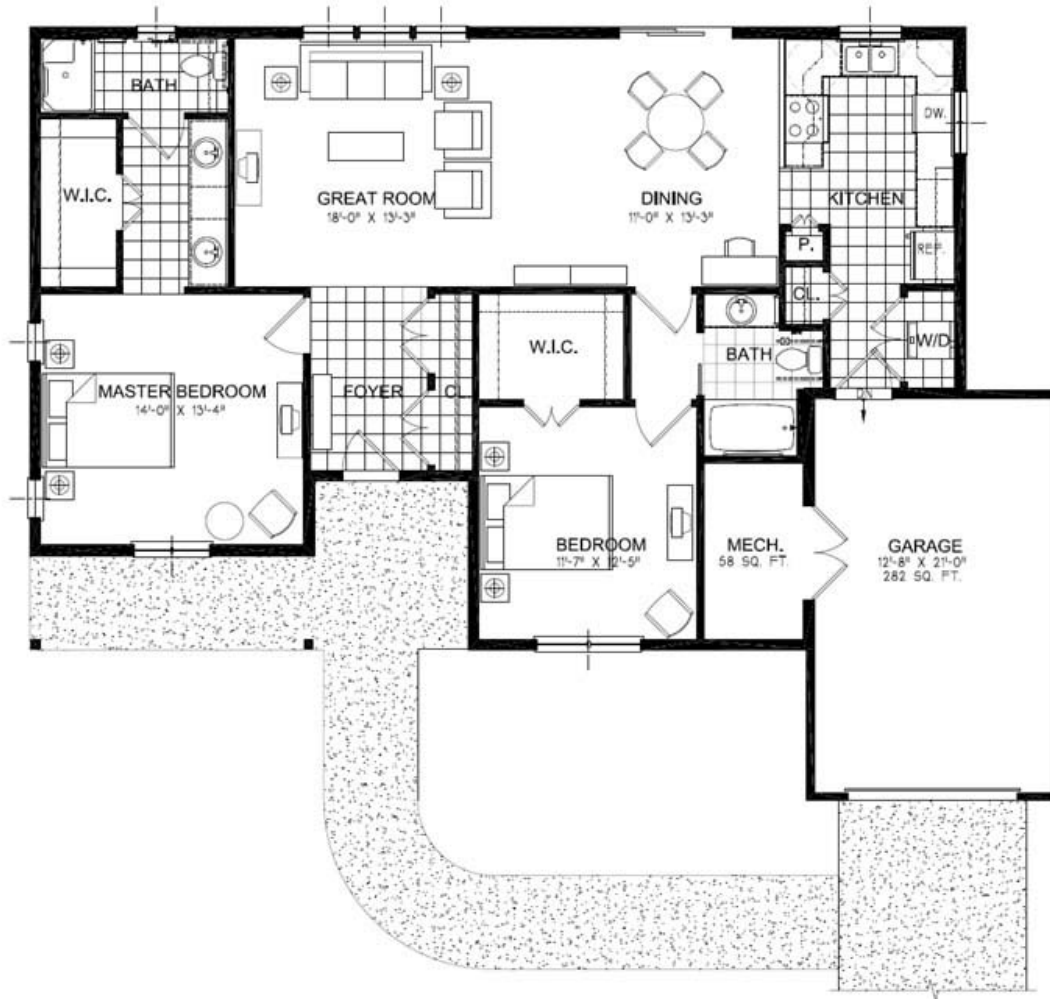 BATH
DW.
W.I.C.
GREAT ROOM
18'-0" X 13'-3"
DINING
11'-0" X 13'-3"
KITCHEN
P.
REF.
CL.
W/D
W.I.C.
BATH
MASTER BEDROOM
14'-0" X 13'-4"
FOYER
C.
DN
BEDROOM
11'-7" X 12'-5"
MECH.
58 SQ. FT.
GARAGE
12'-8" X 21'-0"
282 SQ. FT.